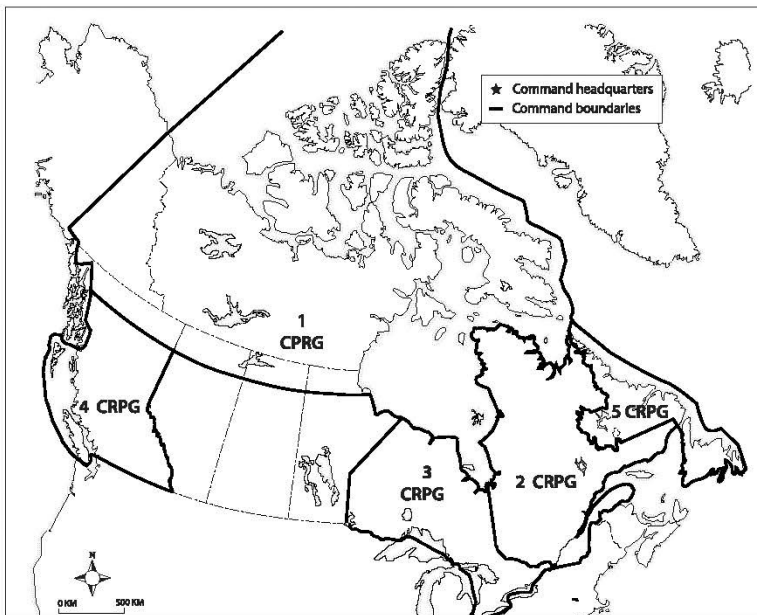 Command headquarters
Command boundaries
1
CPRG
4 CRPG
5 CRPG
3
CRPG
2 CRPG
N
0 KM 500 KM